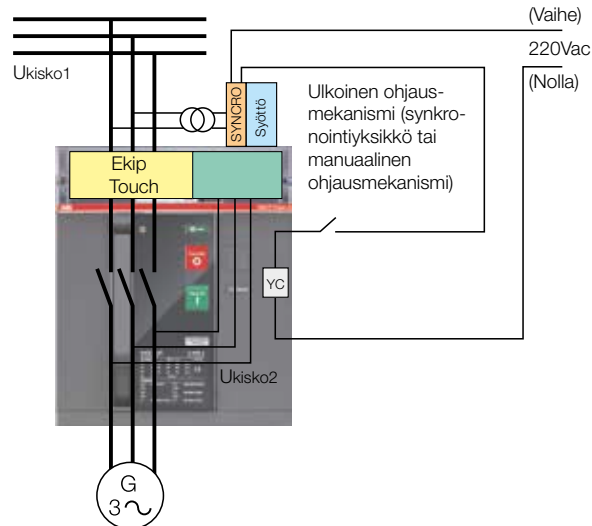 (Vaihe)
220Vac
(Nolla)
Ukisko1
SYNCRO
Syöttö
Ulkoinen ohjaus-
mekanismi (synkro-
nointiyksikkö tai
manuaalinen
ohjausmekanismi)
Ekip
Touch
YC
Ukisko2
G
3~